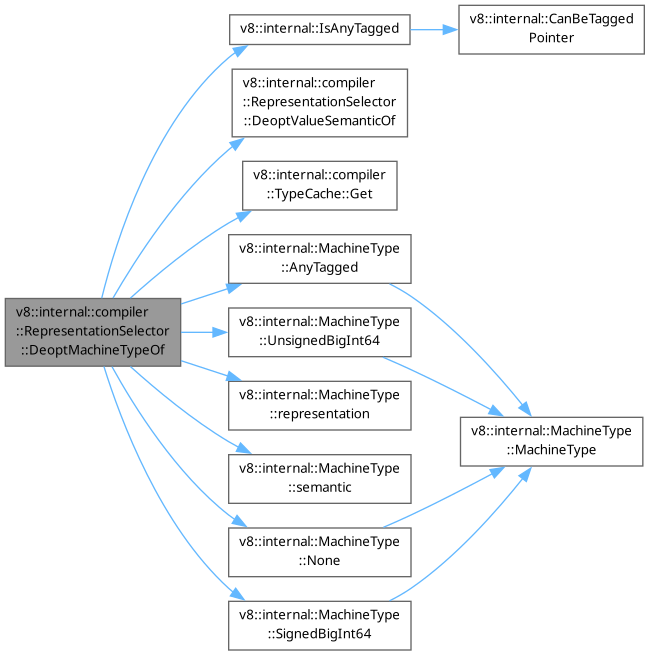 v8::internal::IsAnyTagged
v8::internal::CanBeTagged
Pointer
v8::internal::compiler
::RepresentationSelector
::DeoptValueSemanticOf
v8::internal::compiler
::TypeCache::Get
v8::internal::MachineType
::AnyTagged
v8::internal::compiler
::RepresentationSelector
::DeoptMachineTypeOf
v8::internal::MachineType
::UnsignedBigInt64
v8::internal::MachineType
::representation
v8::internal::MachineType
::MachineType
v8::internal::MachineType
::semantic
v8::internal::MachineType
::None
v8::internal::MachineType
::SignedBigInt64